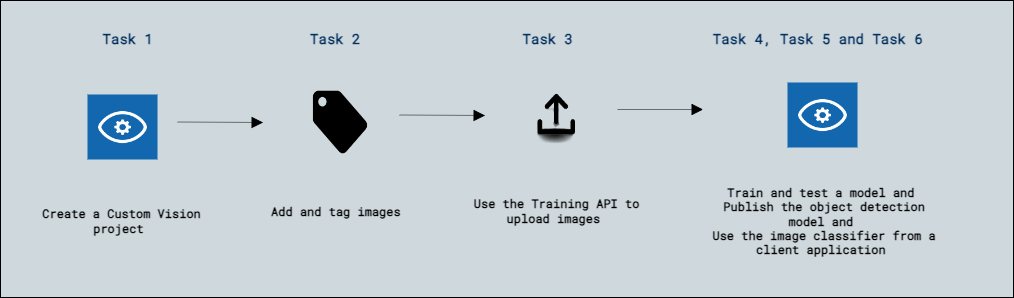 Task 1
Task 2
Task 3
Task 4, Task 5 and Task 6
Create a Custom Vision
project
Add and tag images
Use the Training API to
upload images
Train and test a model and
Publish the object detection
model and
Use the image classifier from a
client application